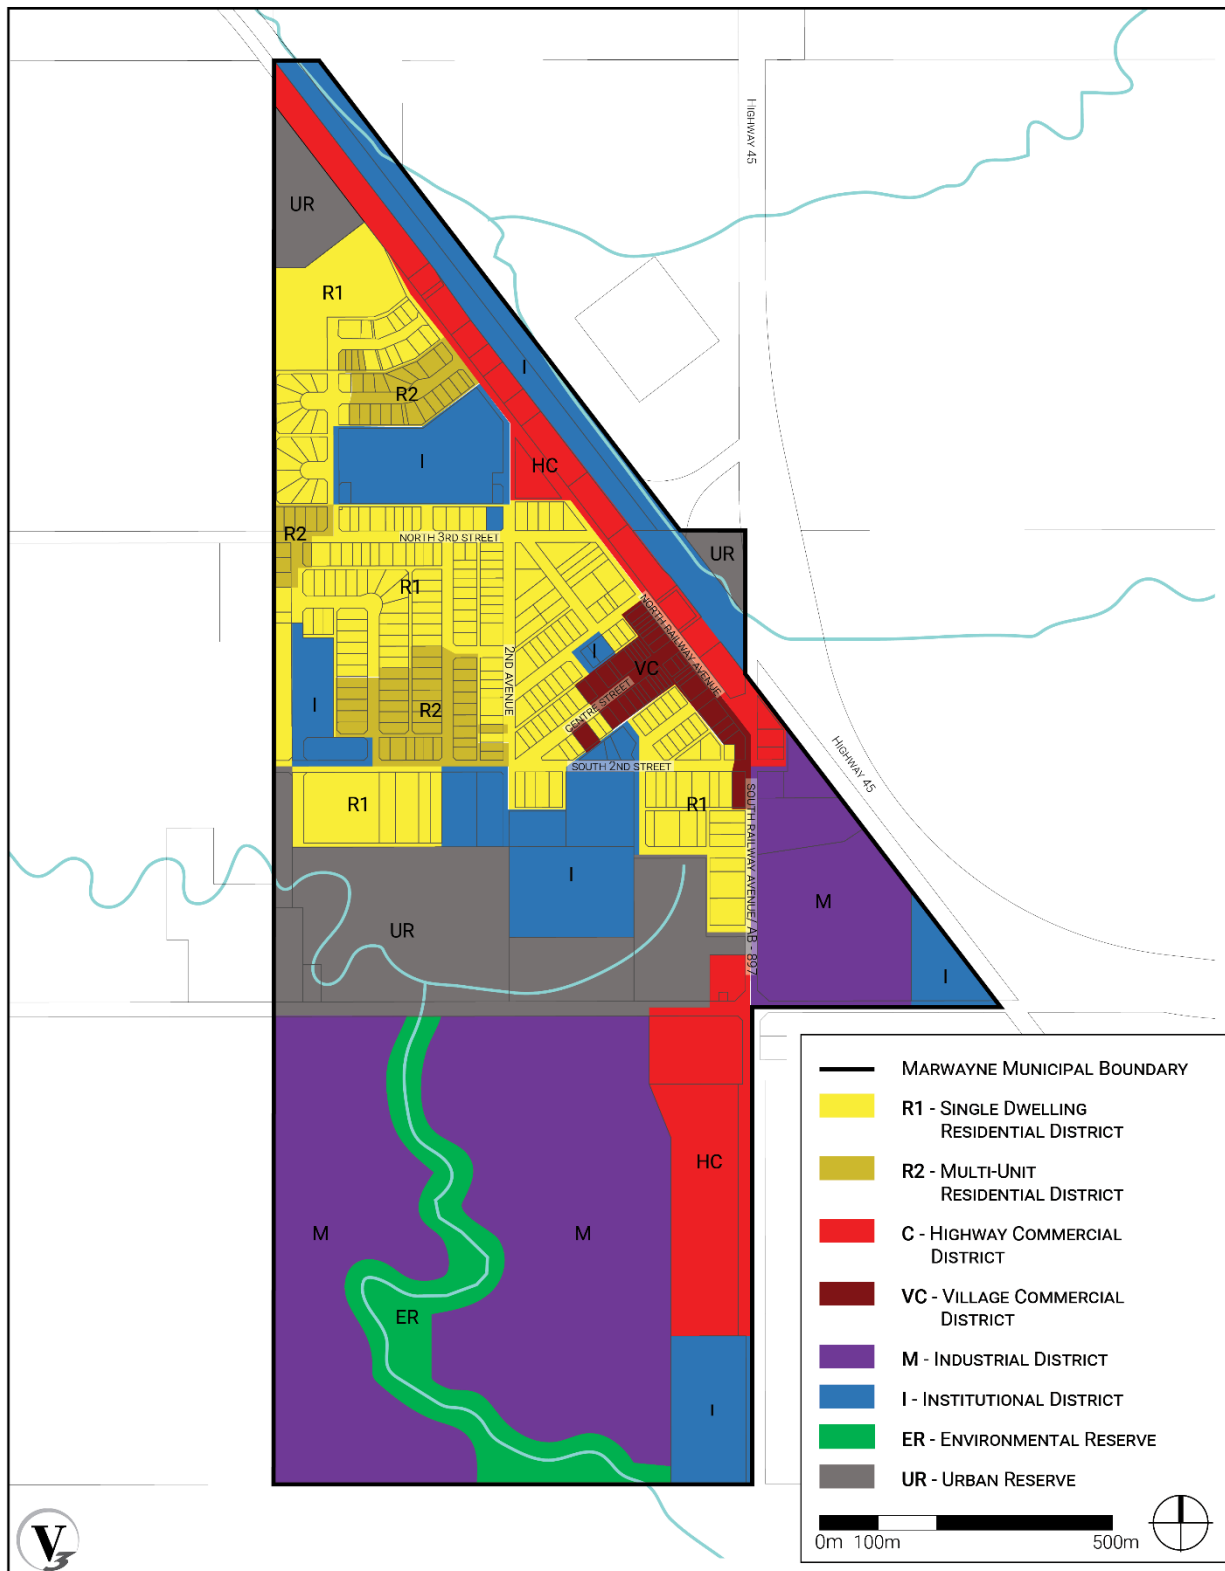 HIGHWAY 45
UR
R1
I
R2
I
HC
R2
NORTH 3RD STREET
UR
R1
NORTH RAILWAY AVENUE
I
VC
2ND AVENUE
CENTRE STREET
I
R2
HIGHWAY 45
SOUTH 2ND STREET
R1
R1
SOUTH RAILWAY AVENUE/ AB - 897
I
M
UR
I
HC
M
M
ER
I
MARWAYNE MUNICIPAL BOUNDARY
R1 - SINGLE DWELLING
RESIDENTIAL DISTRICT
R2 - MULTI-UNIT
RESIDENTIAL DISTRICT
C - HIGHWAY COMMERCIAL
DISTRICT
VC - VILLAGE COMMERCIAL
DISTRICT
M - INDUSTRIAL DISTRICT
I - INSTITUTIONAL DISTRICT
ER - ENVIRONMENTAL RESERVE
UR - URBAN RESERVE
0m 100m 500m
V3